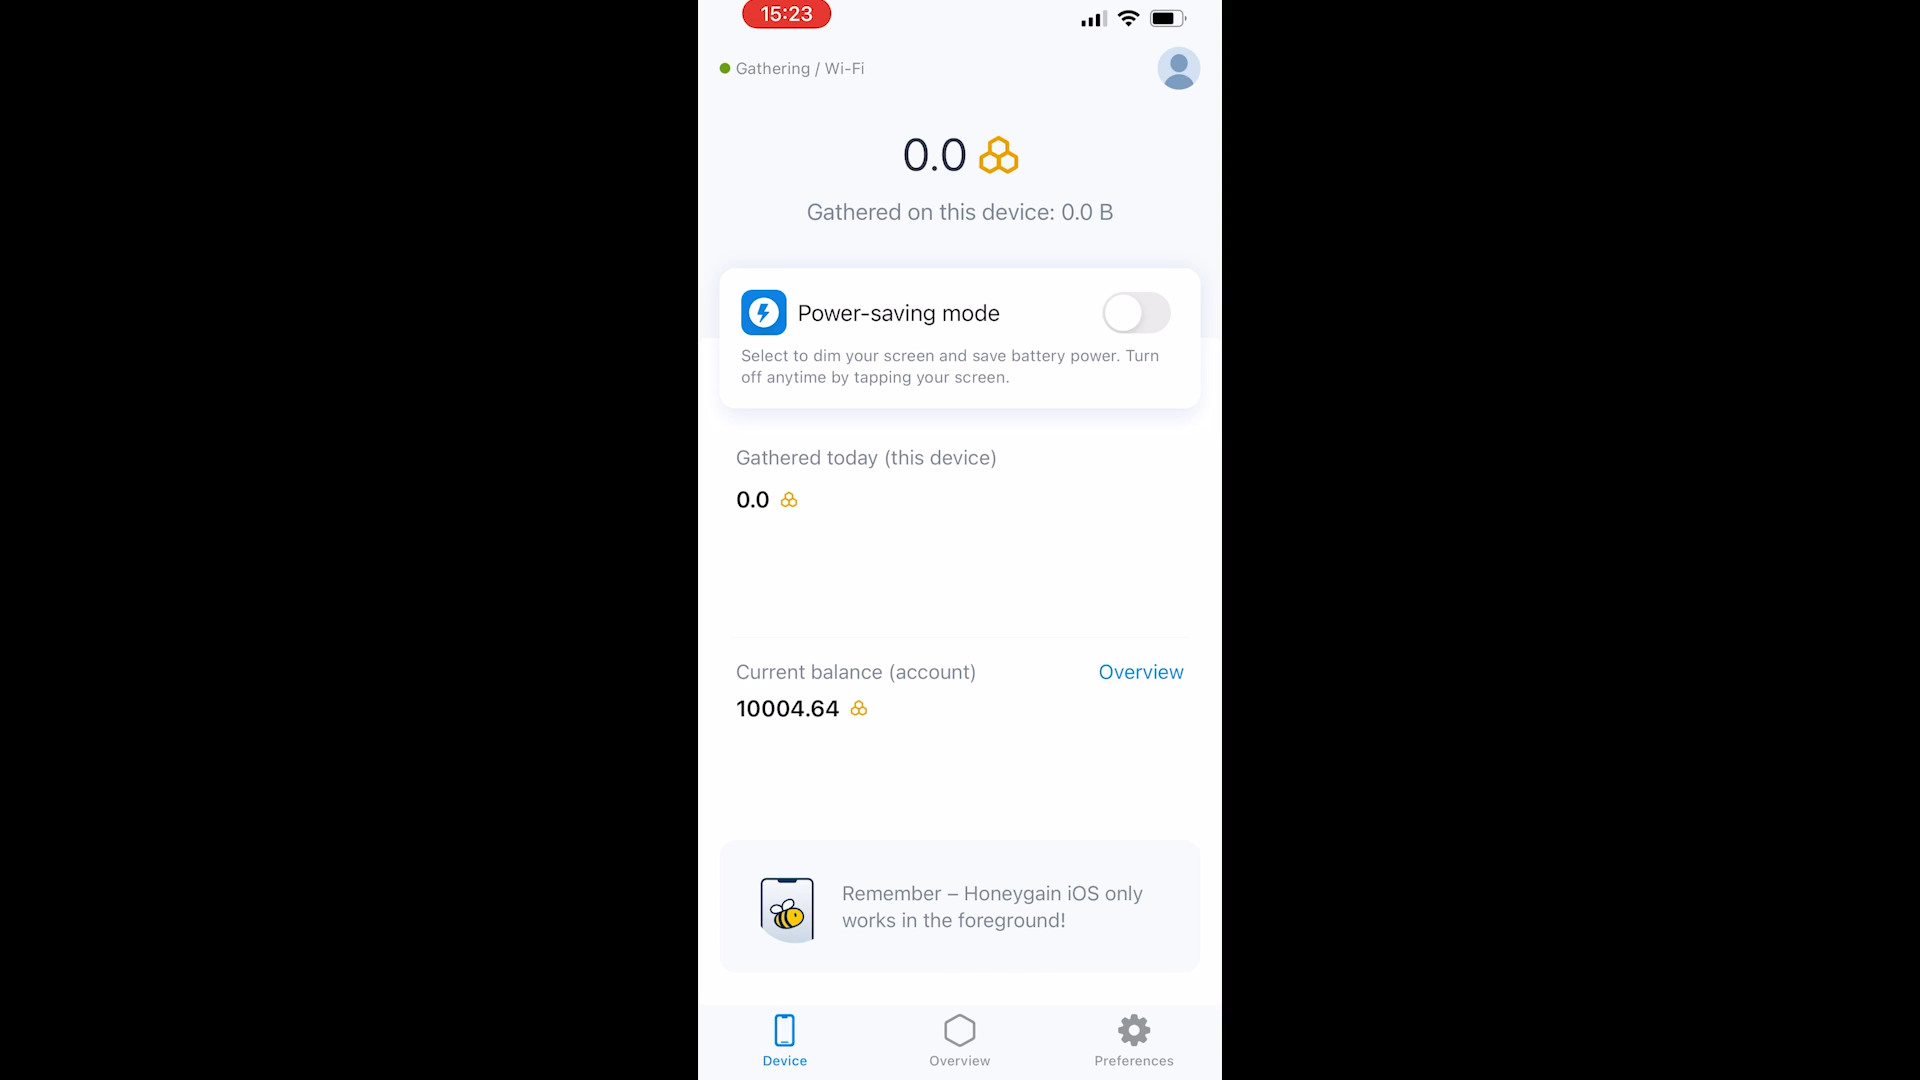 15:23
Gathering / Wi-Fi
0.0
Gathered on this device: 0.0 B
Power-saving mode
Select to dim your screen and save battery power. Turn
off anytime by tapping your screen.
Gathered today (this device)
0.0
Current balance (account)
Overview
10004.64
Remember – Honeygain iOS only
works in the foreground!
Device
Overview
Preferences